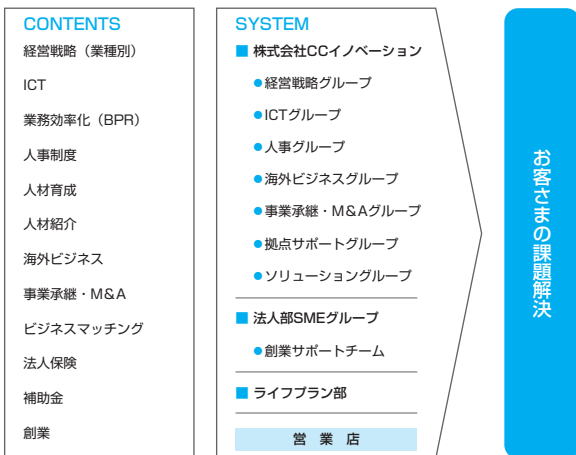 CONTENTS
経営戦略（業種別）
ICT
業務効率化（BPR）
人事制度
人材育成
人材紹介
海外ビジネス
事業承継・M&A
ビジネスマッチング
法人保険
補助金
創業
SYSTEM
■ 株式会社CCイノベーション
●経営戦略グループ
●ICTグループ
●人事グループ
●海外ビジネスグループ
●事業承継・M&Aグループ
●拠点サポートグループ
●ソリューショングループ
■ 法人部SMEグループ
●創業サポートチーム
■ ライフプラン部
営 業 店
お客さまの課題解決